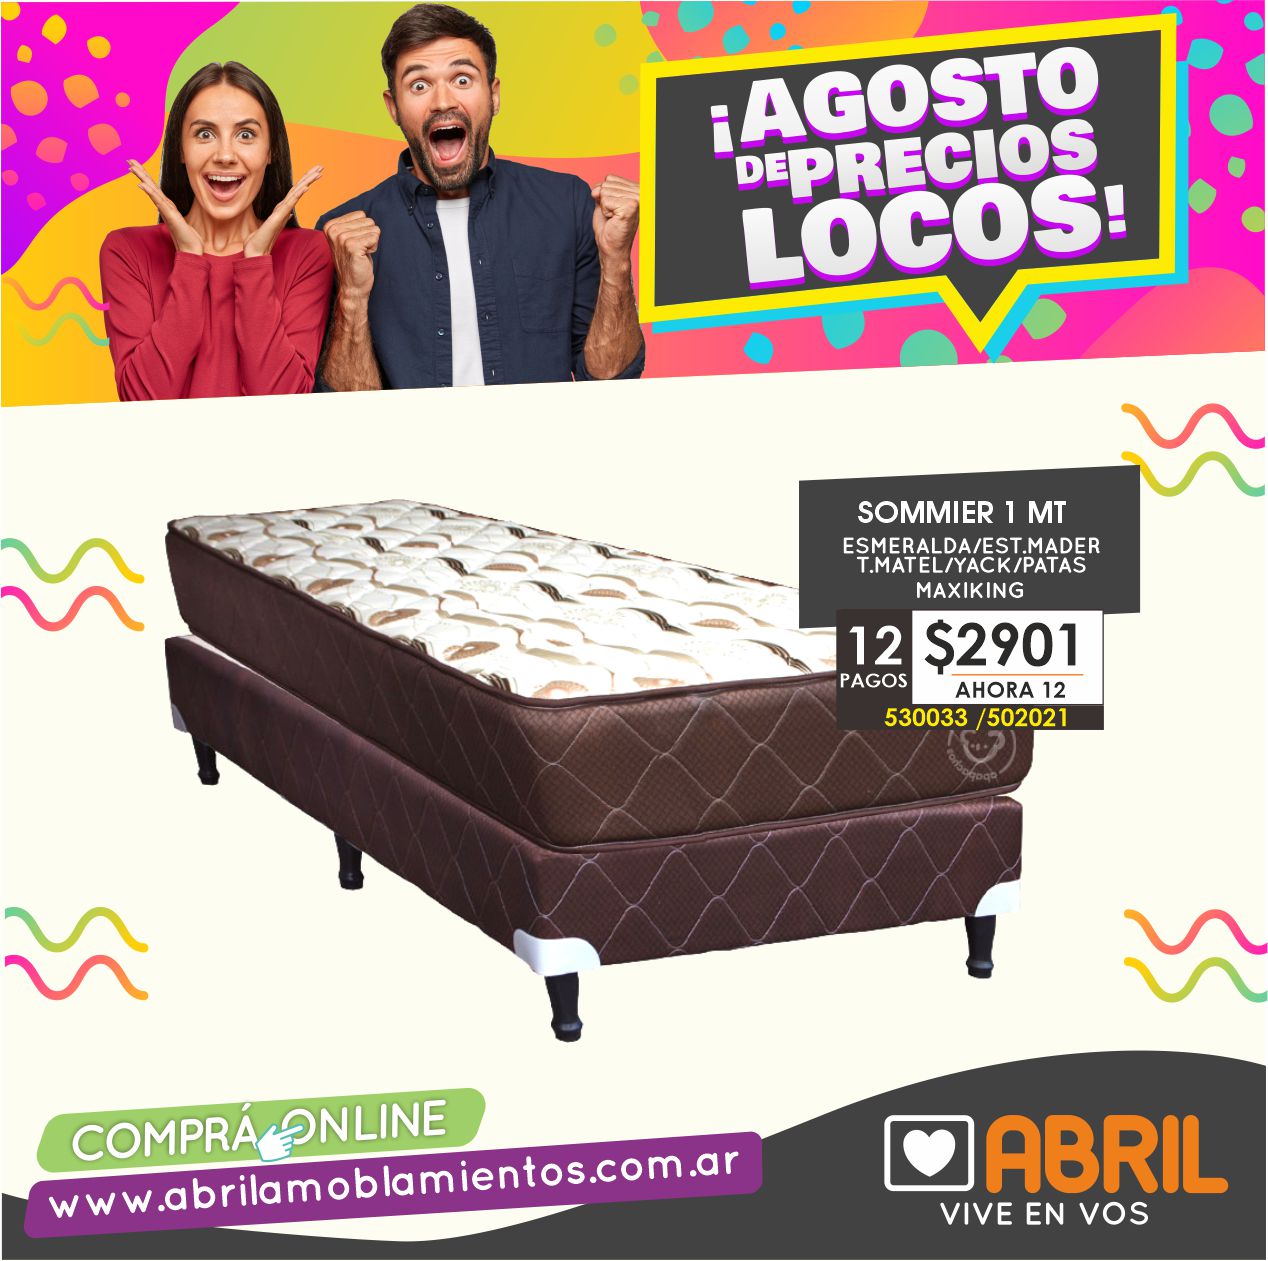 ¡AGOSTO
DE PRECIOS
LOCOS!
SOMMIER 1 MT
ESMERALDA/EST.MADER
T.MATEL/YACK/PATAS
MAXIKING
12
PAGOS
$2901
AHORA 12
530033 /502021
COMPRÁ ONLINE
www.abrilamoblamientos.com.ar
ABRIL
VIVE EN VOS